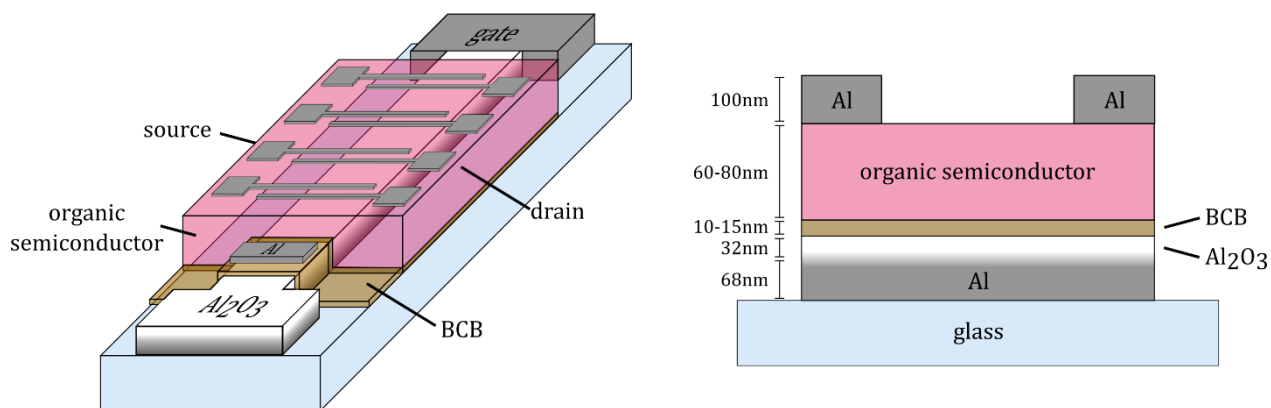 gate
source
organic
semiconductor
drain
Al
Al2O3
BCB
100nm
Al
Al
60-80nm
organic semiconductor
10-15nm
BCB
32nm
Al2O3
68nm
Al
glass